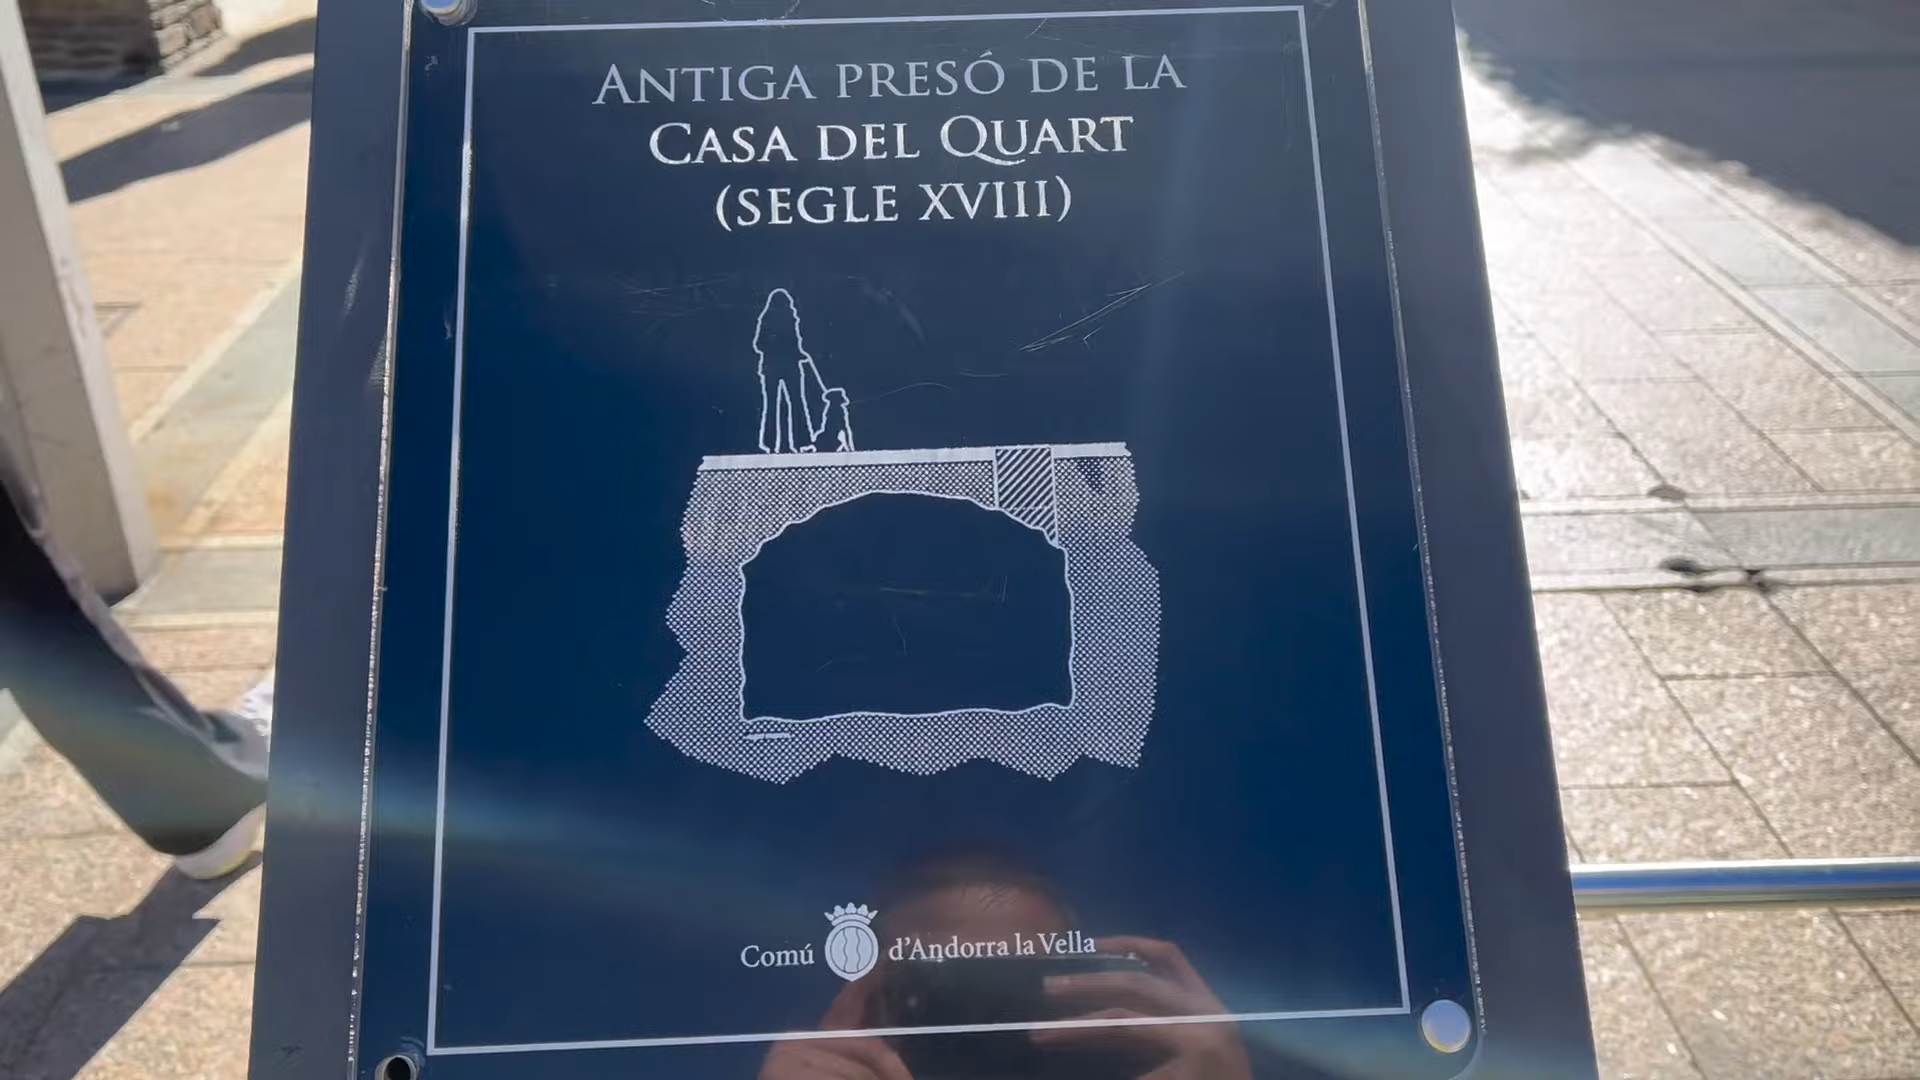 ANTIGA PRESÓ DE LA
CASA DEL QUART
(SEGLE XVIII)
Comú d'Andorra la Vella